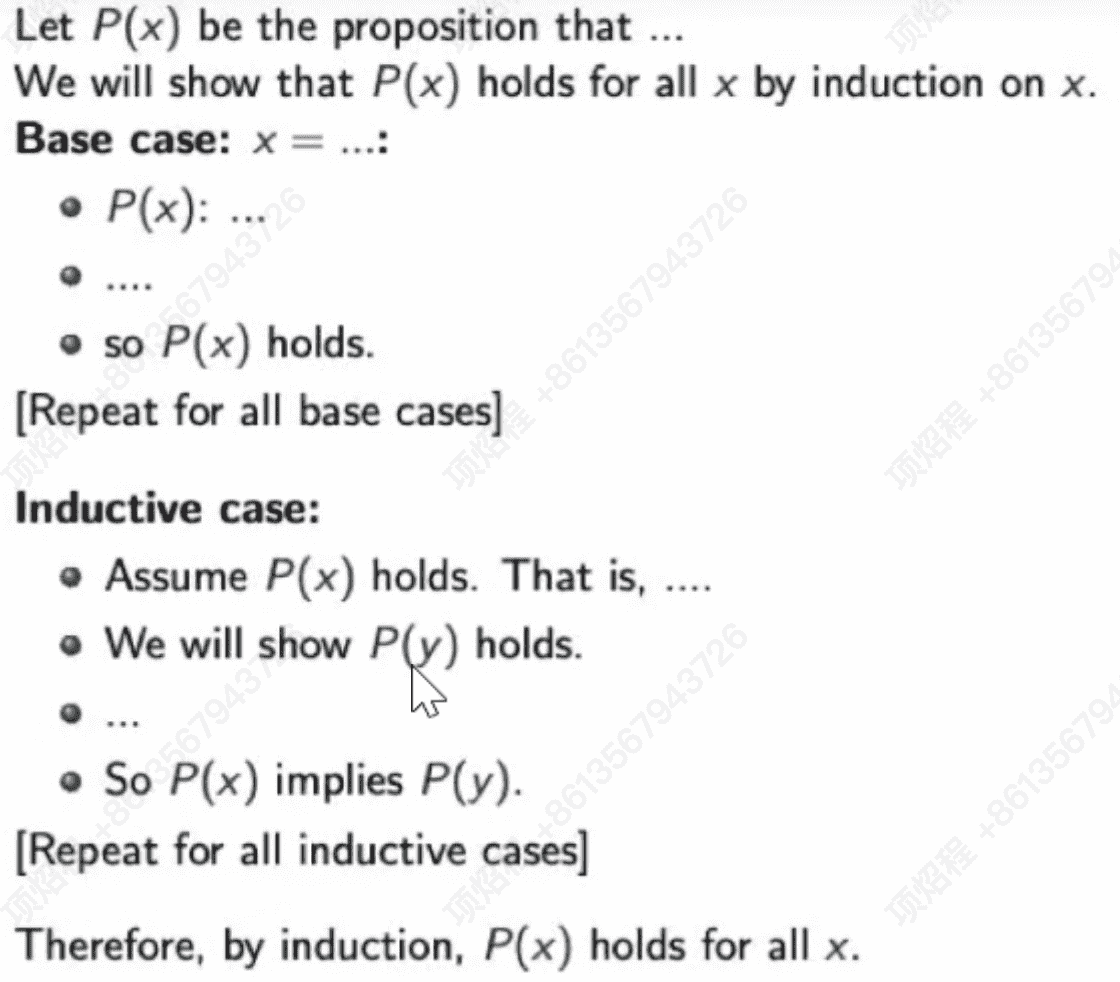 Let P(x) be the proposition that ...
We will show that P(x) holds for all x by induction on x.
Base case: x = ...:
P(x): ...
....
so P(x) holds.
[Repeat for all base cases]
Inductive case:
Assume P(x) holds. That is, ....
We will show P(y) holds.
...
So P(x) implies P(y).
[Repeat for all inductive cases]
Therefore, by induction, P(x) holds for all x.
项焰程 +8613567943726